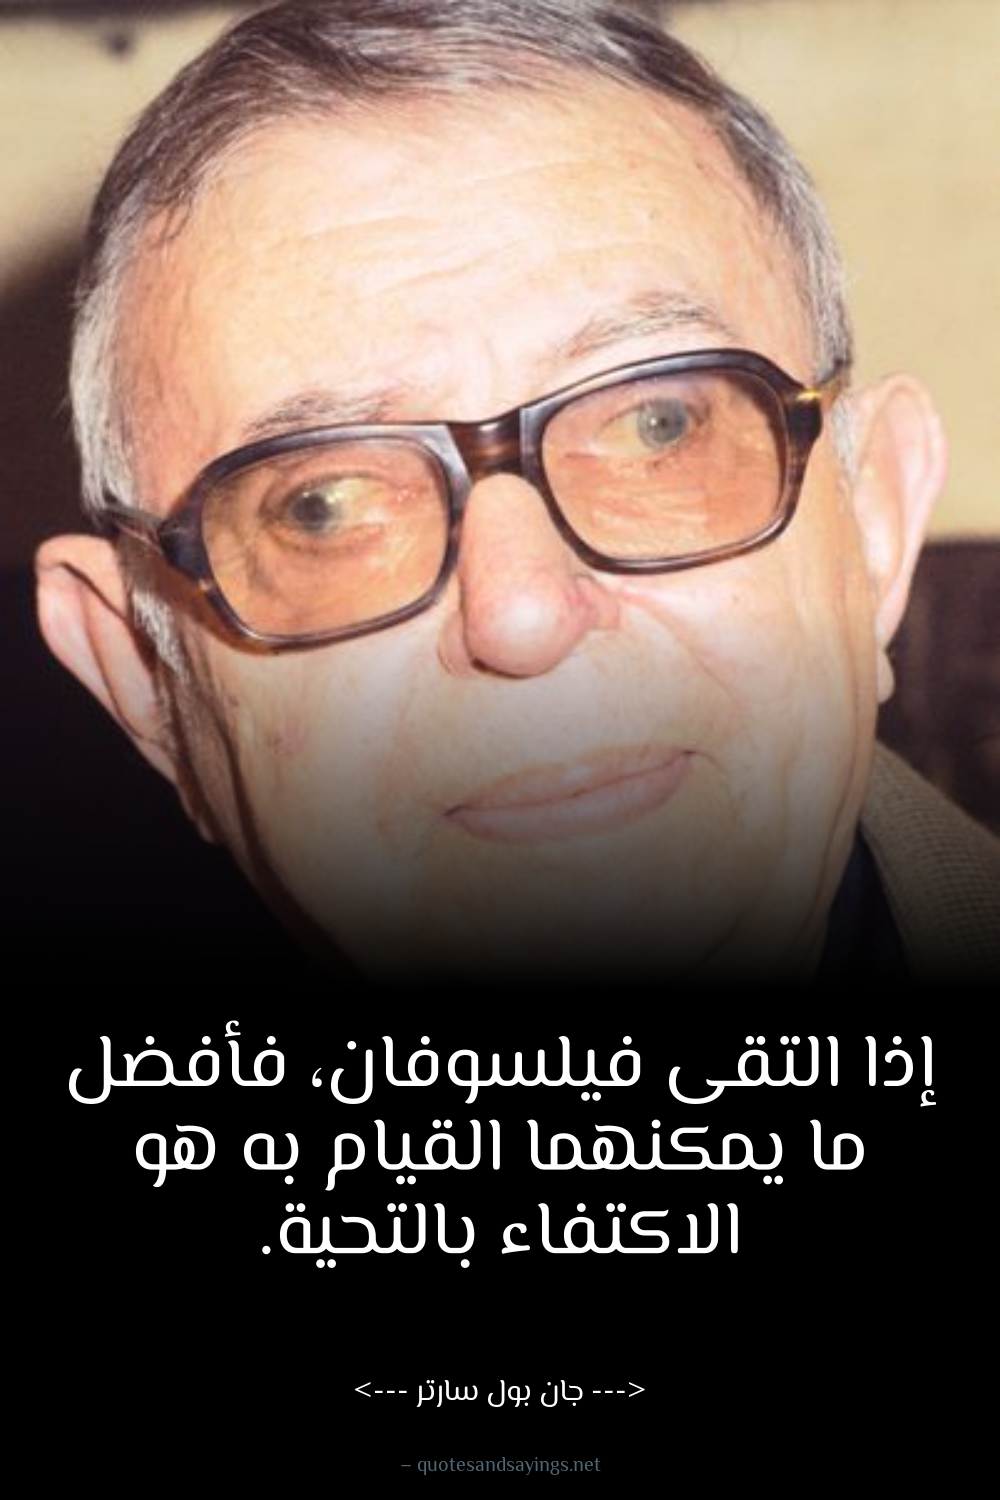 إذا التقى فيلسوفان، فأفضل
ما يمكنهما القيام به هو
الاكتفاء بالتحية.
<--- جان بول سارتر --->
– quotesandsayings.net